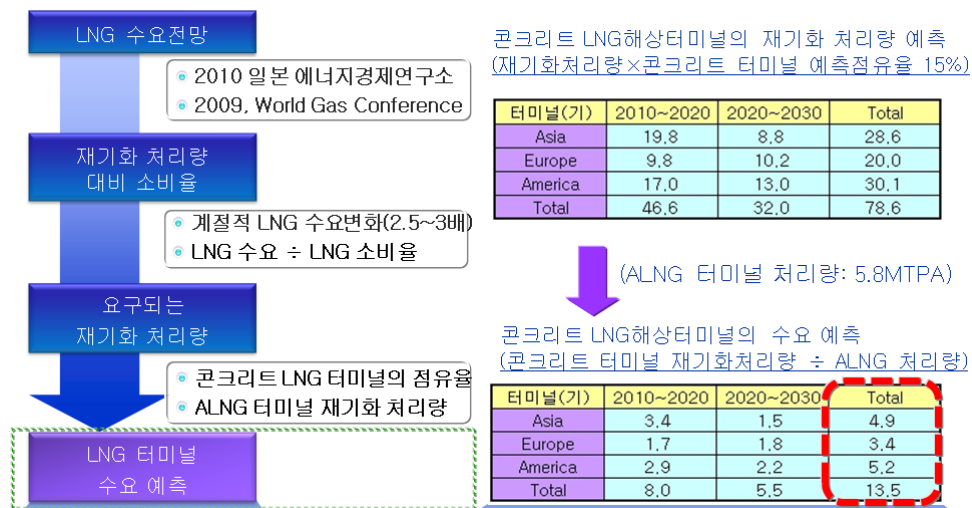 LNG 수요전망
• 2010 일본 에너지경제연구소
• 2009, World Gas Conference
재기화 처리량
대비 소비율
• 계절적 LNG 수요변화(2.5~3배)
• LNG 수요 ÷ LNG 소비율
요구되는
재기화 처리량
• 콘크리트 LNG 터미널의 점유율
• ALNG 터미널 재기화 처리량
LNG 터미널
수요 예측
콘크리트 LNG해상터미널의 재기화 처리량 예측
(재기화처리량×콘크리트 터미널 예측점유율 15%)
터미널(기) 2010~2020 2020~2030 Total
Asia 19.8 8.8 28.6
Europe 9.8 10.2 20.0
America 17.0 13.0 30.1
Total 46.6 32.0 78.6
(ALNG 터미널 처리량: 5.8MTPA)
콘크리트 LNG해상터미널의 수요 예측
(콘크리트 터미널 재기화처리량 ÷ ALNG 처리량)
터미널(기) 2010~2020 2020~2030 Total
Asia 3.4 1.5 4.9
Europe 1.7 1.8 3.4
America 2.9 2.2 5.2
Total 8.0 5.5 13.5